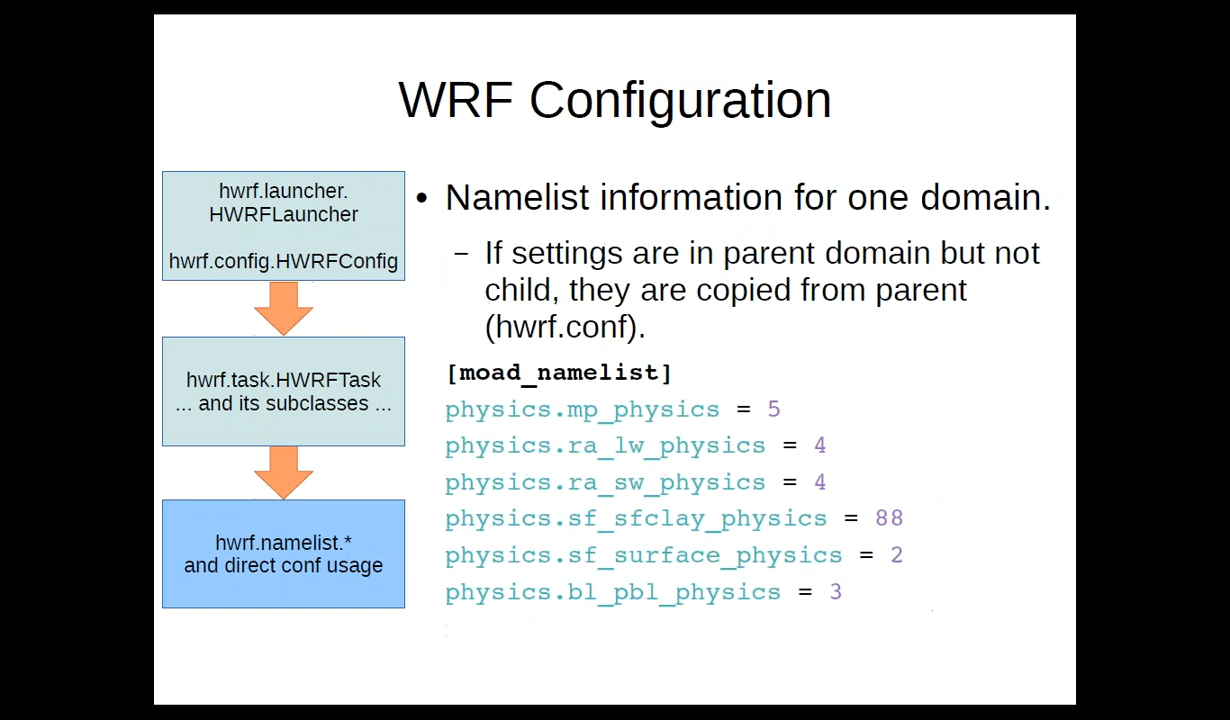 WRF Configuration
hwrf.launcher.
HWRFLauncher
hwrf.config.HWRFConfig
hwrf.task.HWRFTask
... and its subclasses ...
hwrf.namelist.*
and direct conf usage
• Namelist information for one domain.
– If settings are in parent domain but not
child, they are copied from parent
(hwrf.conf).
[moad_namelist]
physics.mp_physics = 5
physics.ra_lw_physics = 4
physics.ra_sw_physics = 4
physics.sf_sfclay_physics = 88
physics.sf_surface_physics = 2
physics.bl_pbl_physics = 3